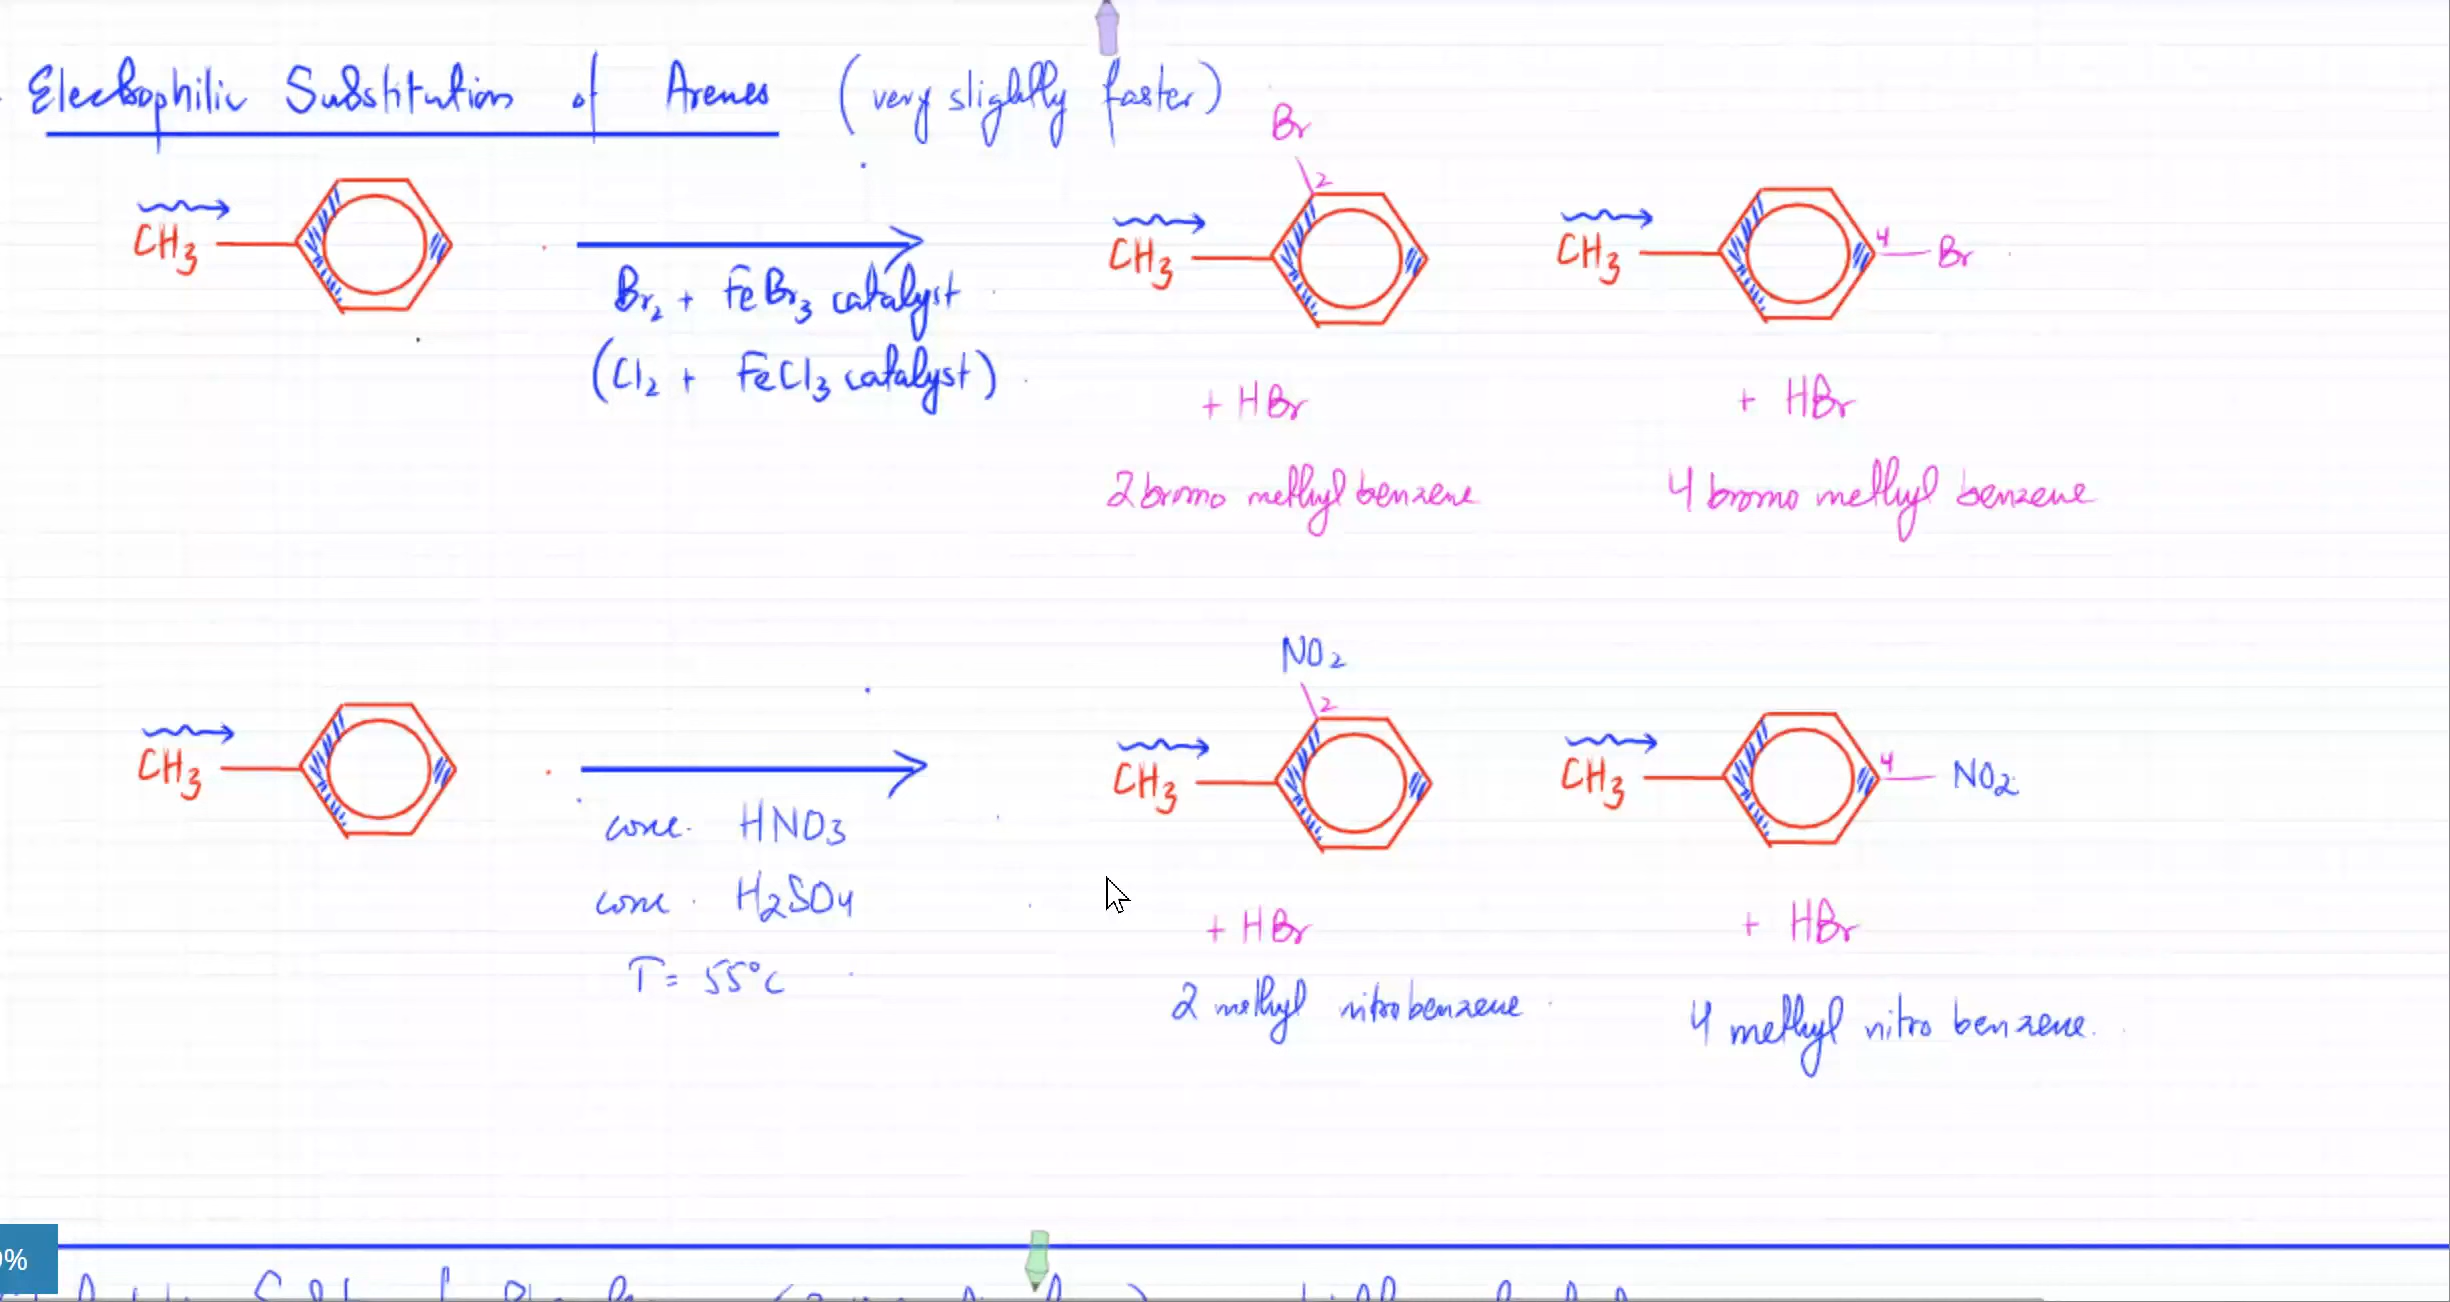 Electrophilic Substitution of Arenes (very slightly faster)
Br
2
CH3
CH3
CH3
4 Br
Br2 + FeBr3 catalyst
(Cl2 + FeCl3 catalyst)
+ HBr
+ HBr
2 bromo methyl benzene
4 bromo methyl benzene
NO2
2
CH3
CH3
CH3
4 NO2
conc. HNO3
conc. H2SO4
T = 55°C
+ HBr
+ HBr
2 methyl nitrobenzene
4 methyl nitro benzene.